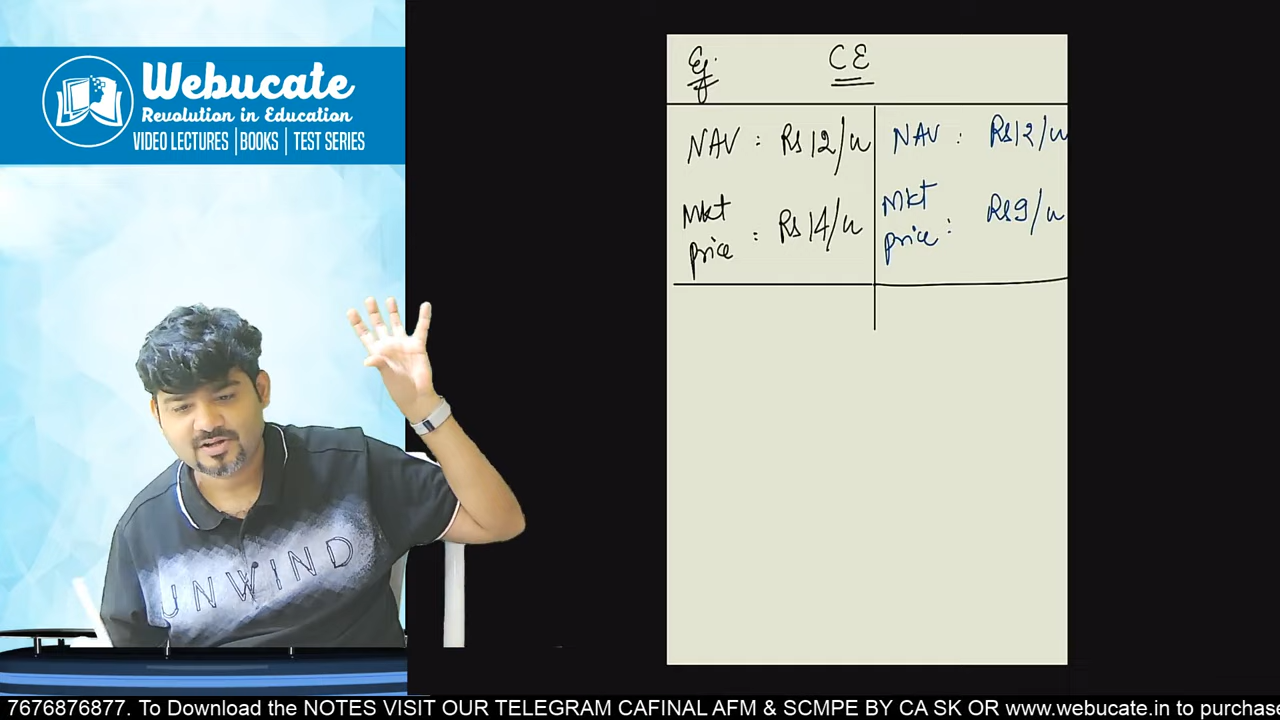 Webucate
Revolution in Education
VIDEO LECTURES | BOOKS | TEST SERIES
Eg. CE
NAV : Rs 12/u
Mkt price : Rs 14/u
NAV : Rs 12/u
Mkt price : Rs 9/u
UNWIND
7676876877. To Download the NOTES VISIT OUR TELEGRAM CAFINAL AFM & SCMPE BY CA SK OR www.webucate.in to purchase